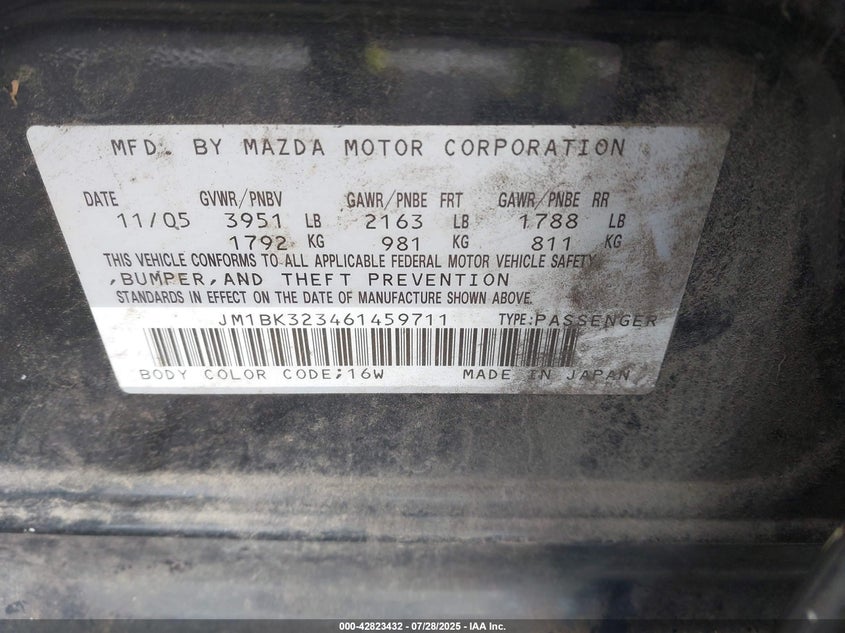 MFD. BY MAZDA MOTOR CORPORATION
DATE GVWR/PNBV GAWR/PNBE FRT GAWR/PNBE RR
11/05 3951 LB 2163 LB 1788 LB
1792 KG 981 KG 811 KG
THIS VEHICLE CONFORMS TO ALL APPLICABLE FEDERAL MOTOR VEHICLE SAFETY
,BUMPER,AND THEFT PREVENTION
STANDARDS IN EFFECT ON THE DATE OF MANUFACTURE SHOWN ABOVE.
JM1BK323461459711 TYPE:PASSENGER
BODY COLOR CODE;16W MADE IN JAPAN
000-42823432 - 07/28/2025 - IAA Inc.